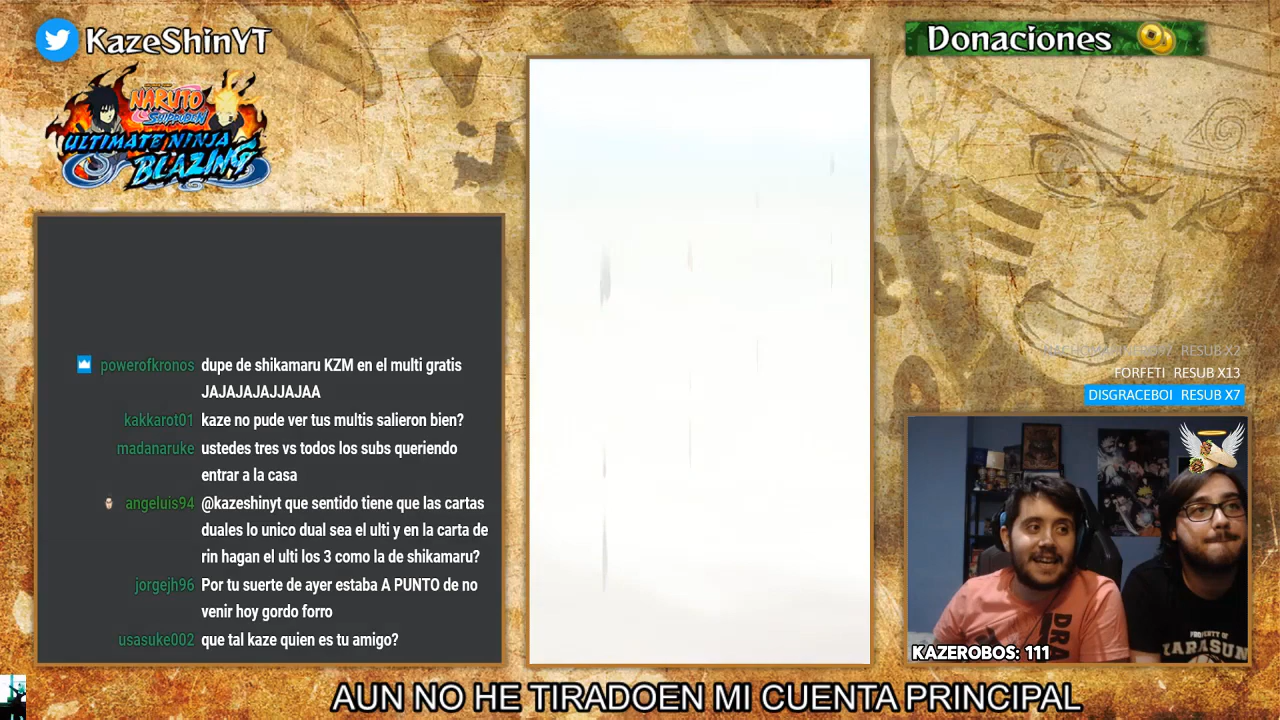 KazeShinYT
NARUTO
SHIPPUDEN
ULTIMATE NINJA
BLAZING
Donaciones
powerofkronos dupe de shikamaru KZM en el multi gratis
JAJAJAJAJJAJAA
kakkarot01 kaze no pude ver tus multis salieron bien?
madanaruke ustedes tres vs todos los subs queriendo
entrar a la casa
angeluis94 @kazeshinyt que sentido tiene que las cartas
duales lo unico dual sea el ulti y en la carta de
rin hagan el ulti los 3 como la de shikamaru?
jorgejh96 Por tu suerte de ayer estaba A PUNTO de no
venir hoy gordo forro
usasuke002 que tal kaze quien es tu amigo?
RESUB X2
FORFETI RESUB X13
DISGRACEBOI RESUB X7
DRA
PROPERTY OF
KARASUN
KAZEROBOS: 111
AUN NO HE TIRADOEN MI CUENTA PRINCIPAL